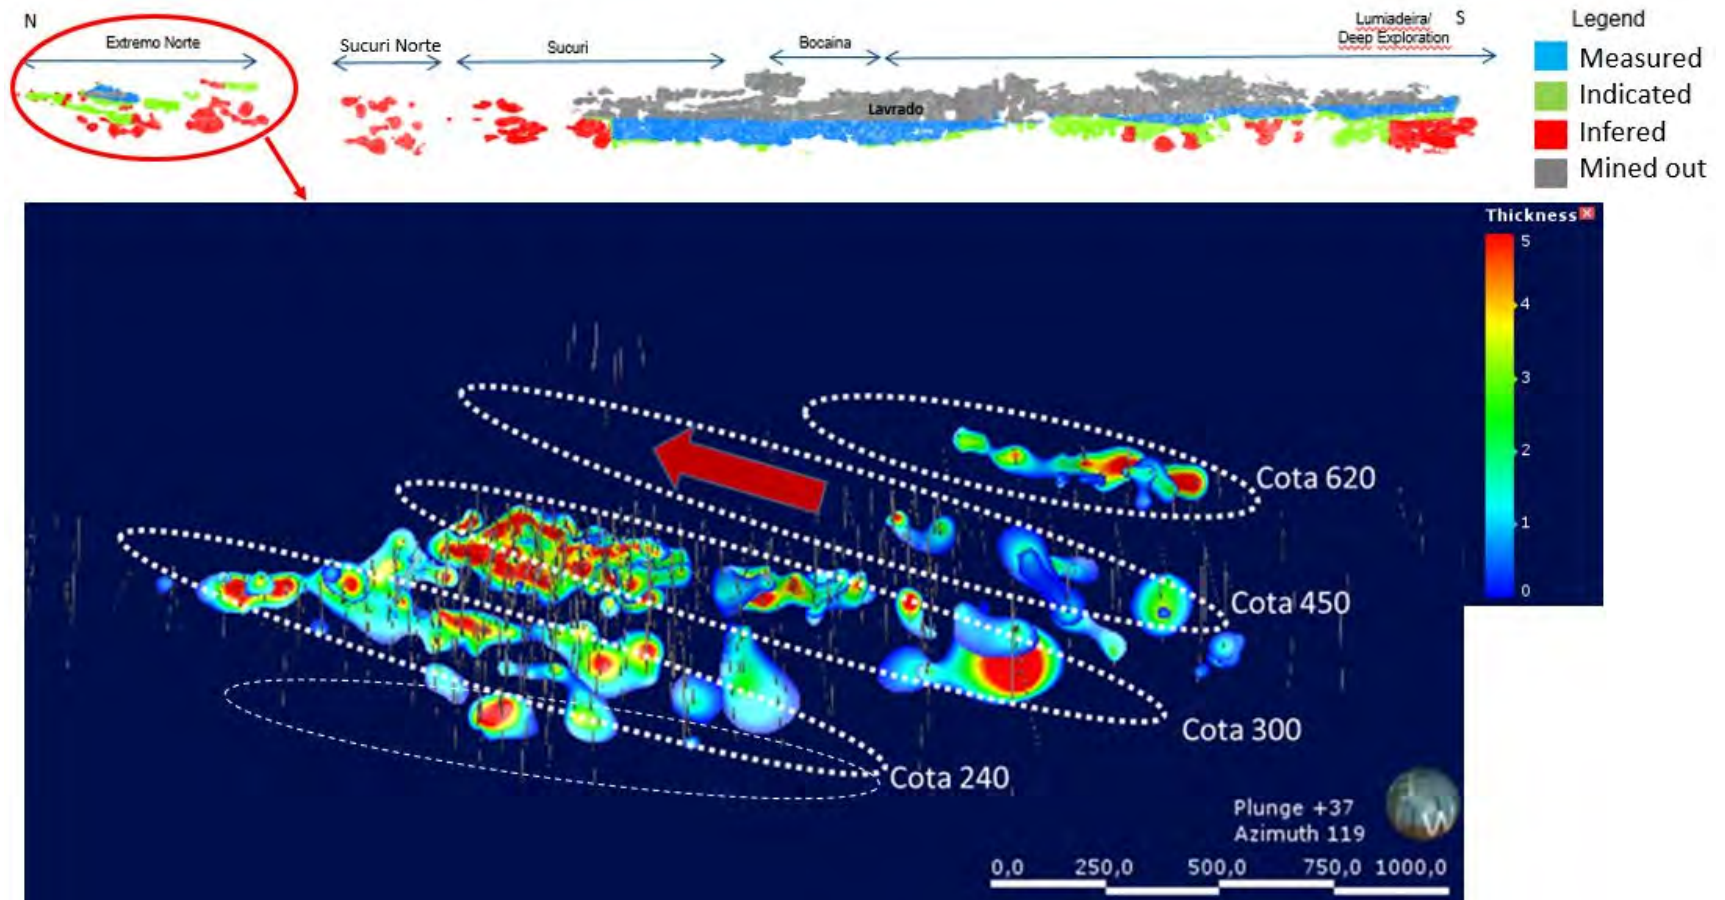 N
Extremo Norte
Sucuri Norte
Sucuri
Bocaina
Lumiadeira/
Deep Exploration
S
Lavrado
Legend
Measured
Indicated
Infered
Mined out
Thickness
5
4
3
2
1
0
Cota 620
Cota 450
Cota 300
Cota 240
Plunge +37
Azimuth 119
W
0,0 250,0 500,0 750,0 1000,0